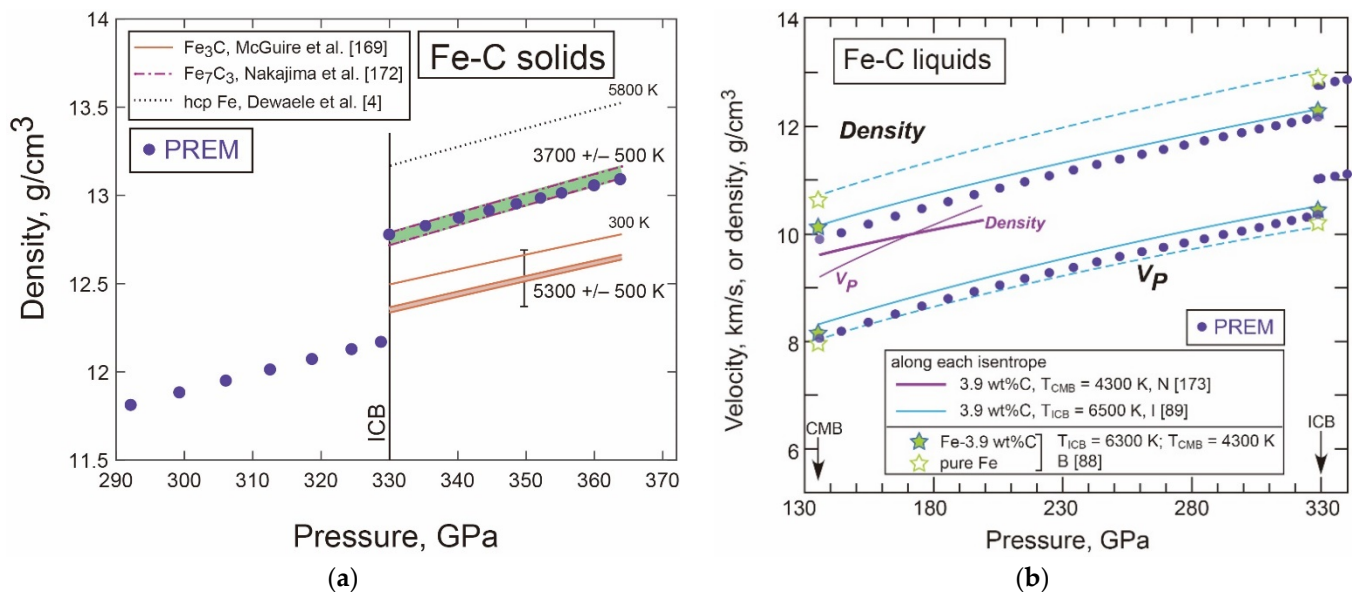 14
13.5
13
12.5
12
11.5
Density, g/cm³
Fe₃C, McGuire et al. [169]
Fe₇C₃, Nakajima et al. [172]
hcp Fe, Dewaele et al. [4]
PREM
Fe-C solids
5800 K
3700 +/– 500 K
300 K
5300 +/– 500 K
ICB
290 300 310 320 330 340 350 360 370
Pressure, GPa
(a)
14
12
10
8
6
Velocity, km/s, or density, g/cm³
Fe-C liquids
Density
Density
V_P
V_P
PREM
along each isentrope
3.9 wt%C, T_CMB = 4300 K, N [173]
3.9 wt%C, T_ICB = 6500 K, I [89]
Fe-3.9 wt%C
pure Fe
T_ICB = 6300 K; T_CMB = 4300 K
B [88]
CMB
ICB
130 180 230 280 330
Pressure, GPa
(b)